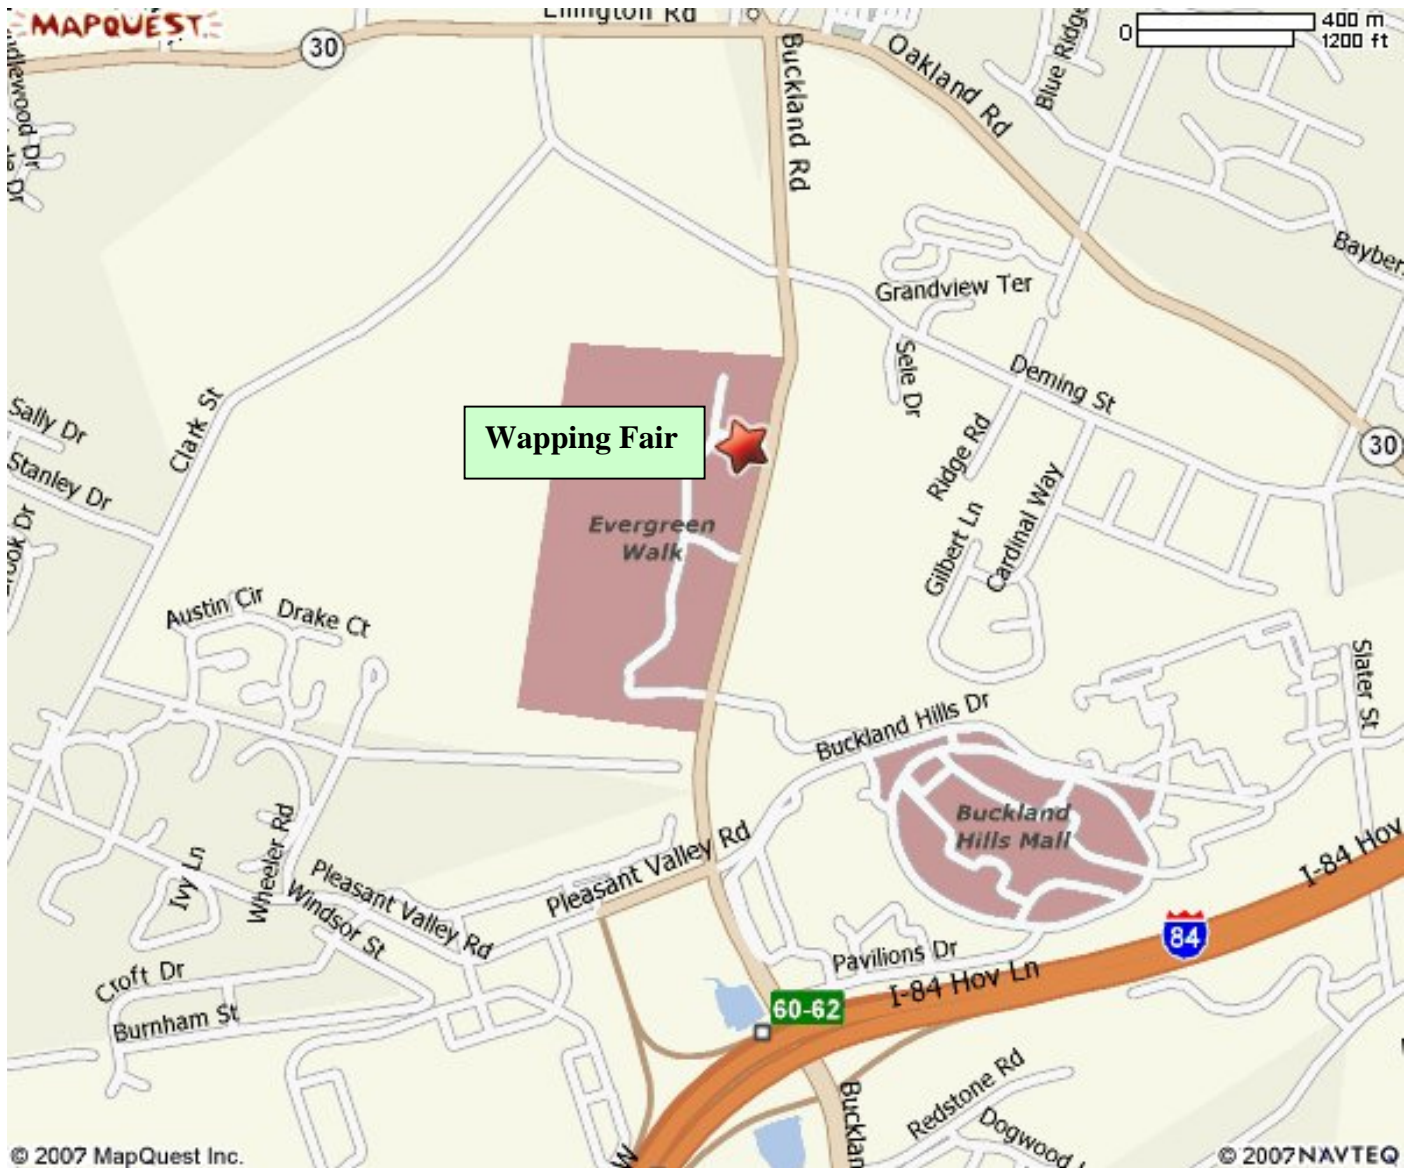 MAPQUEST
Ellington Rd
400 m
0
1200 ft
30
Buckland Rd
Oakland Rd
Blue Ridge
Grandview Ter
Sele Dr
Deming St
Sally Dr
Stanley Dr
Clark St
Wapping Fair
30
Ridge Rd
Gilbert Ln
Cardinal Way
Evergreen
Walk
Austin Cir
Drake Ct
Slater St
Buckland Hills Dr
Buckland
Hills Mall
Wheeler Rd
Ivy Ln
Pleasant Valley Rd
Windsor St
Pleasant Valley Rd
I-84 Hov
84
Pavilions Dr
I-84 Hov Ln
60-62
Croft Dr
Burnham St
Redstone Rd
Dogwood
Bucklan
W
© 2007 MapQuest Inc.
© 2007 NAVTEQ